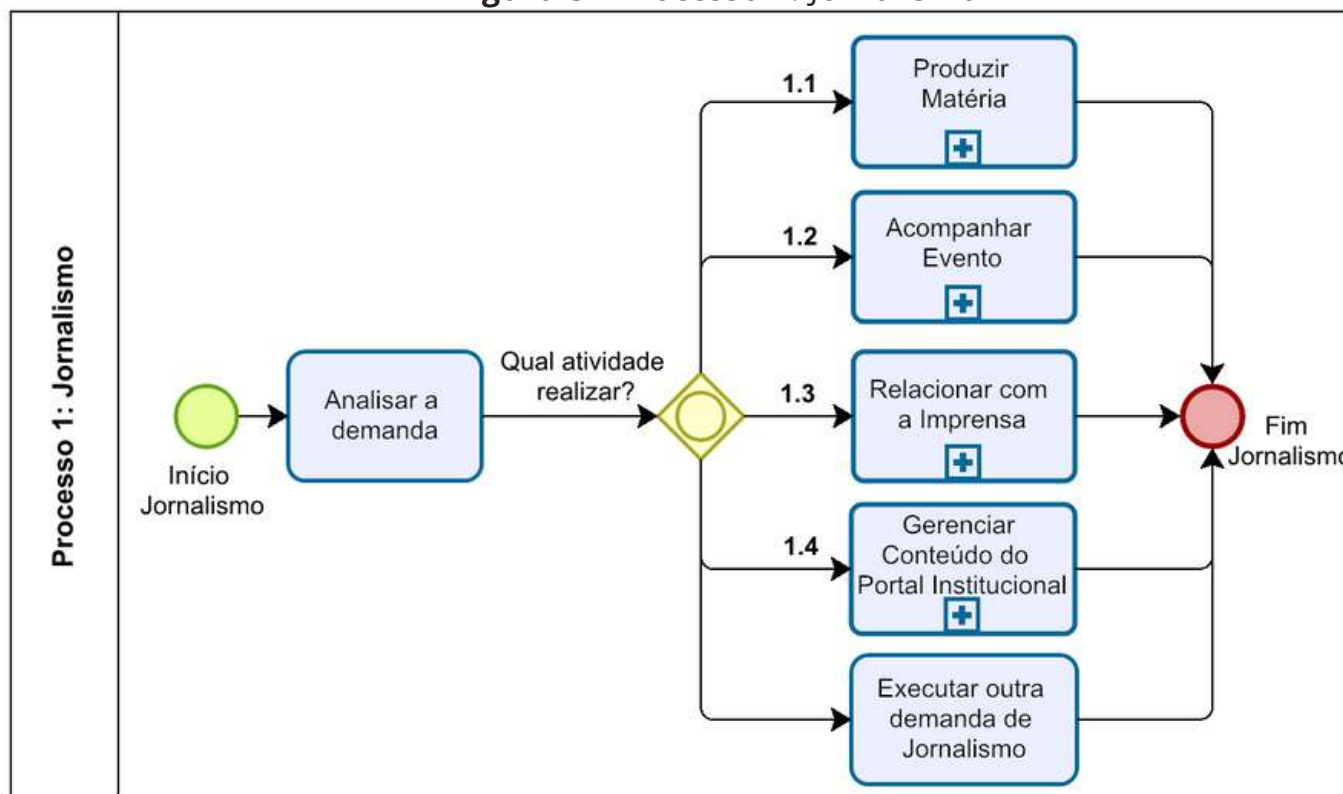 Processo 1: Jornalismo
Início
Jornalismo
Analisar a
demanda
Qual atividade
realizar?
1.1
Produzir
Matéria
1.2
Acompanhar
Evento
1.3
Relacionar com
a Imprensa
1.4
Gerenciar
Conteúdo do
Portal Institucional
Executar outra
demanda de
Jornalismo
Fim
Jornalismo